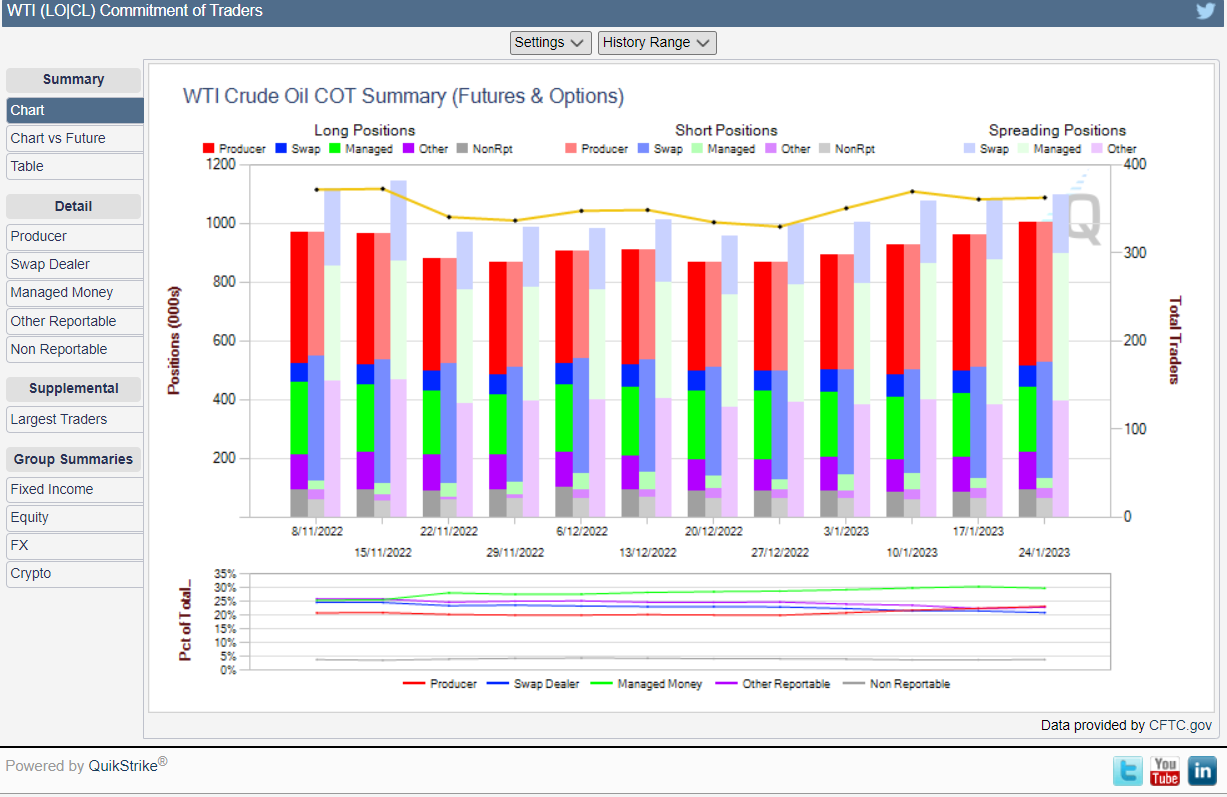 WTI (LO|CL) Commitment of Traders
Settings
History Range
Summary
Chart
Chart vs Future
Table
Detail
Producer
Swap Dealer
Managed Money
Other Reportable
Non Reportable
Supplemental
Largest Traders
Group Summaries
Fixed Income
Equity
FX
Crypto
WTI Crude Oil COT Summary (Futures & Options)
Long Positions
Producer Swap Managed Other NonRpt
Short Positions
Producer Swap Managed Other NonRpt
Spreading Positions
Swap Managed Other
Positions (000s)
1200
1000
800
600
400
200
Q
Total Traders
400
300
200
100
0
8/11/2022 22/11/2022 6/12/2022 20/12/2022 3/1/2023 17/1/2023
15/11/2022 29/11/2022 13/12/2022 27/12/2022 10/1/2023 24/1/2023
Pct of Total...
35%
30%
25%
20%
15%
10%
5%
0%
Producer Swap Dealer Managed Money Other Reportable Non Reportable
Data provided by CFTC.gov
Powered by QuikStrike®
You
Tube
in